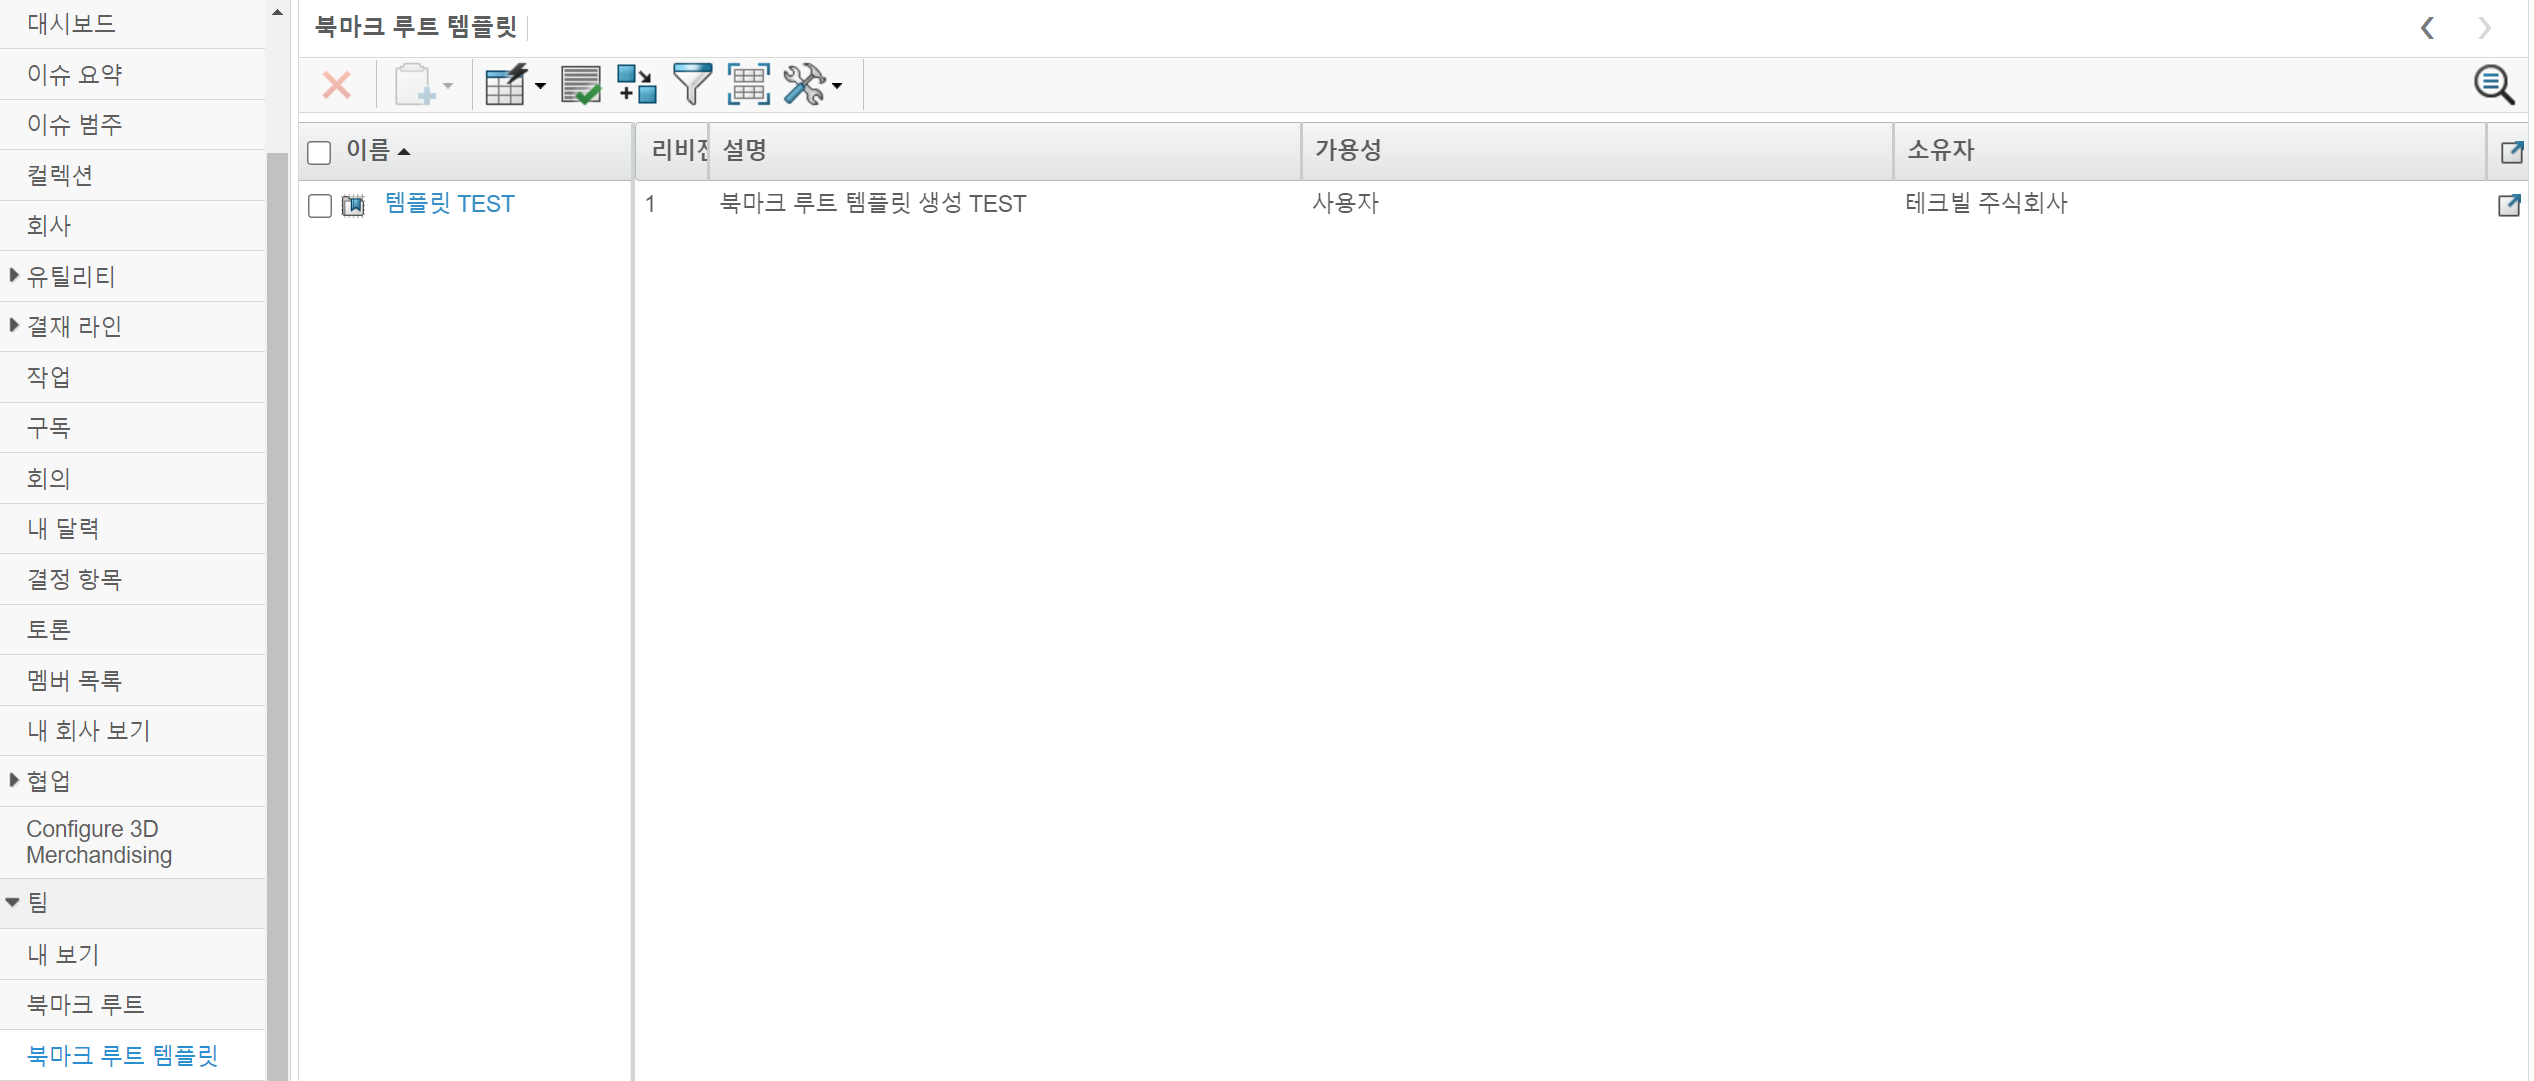 대시보드
이슈 요약
이슈 범주
컬렉션
회사
유틸리티
결재 라인
작업
구독
회의
내 달력
결정 항목
토론
멤버 목록
내 회사 보기
협업
Configure 3D
Merchandising
팀
내 보기
북마크 루트
북마크 루트 템플릿
북마크 루트 템플릿
이름 설명 가용성 소유자
템플릿 TEST 1 북마크 루트 템플릿 생성 TEST 사용자 테크빌 주식회사